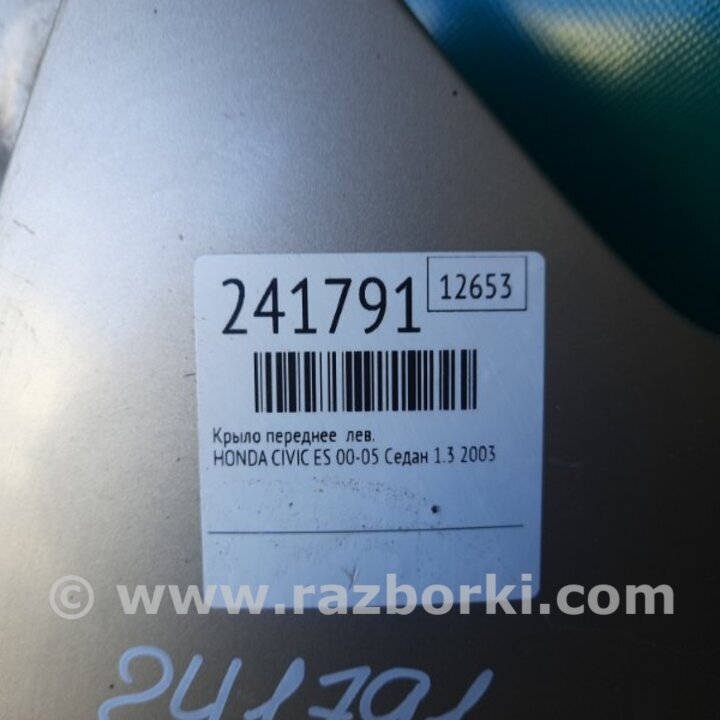 241791 12653
Крыло переднее лев.
HONDA CIVIC ES 00-05 Седан 1.3 2003
© www.razborki.com
241791